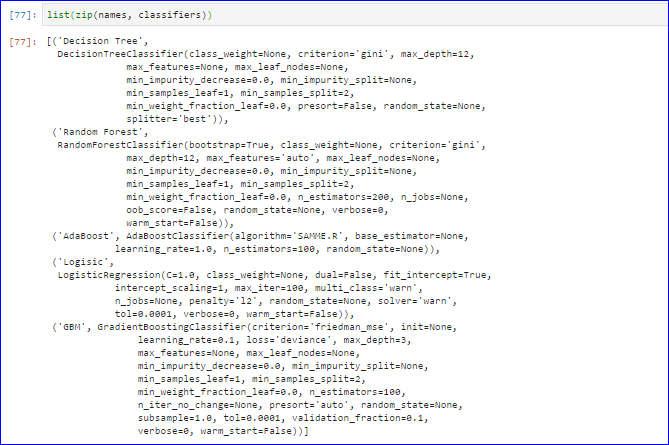 [77]: list(zip(names, classifiers))
[77]: [('Decision Tree',
DecisionTreeClassifier(class_weight=None, criterion='gini', max_depth=12,
max_features=None, max_leaf_nodes=None,
min_impurity_decrease=0.0, min_impurity_split=None,
min_samples_leaf=1, min_samples_split=2,
min_weight_fraction_leaf=0.0, presort=False, random_state=None,
splitter='best')),
('Random Forest',
RandomForestClassifier(bootstrap=True, class_weight=None, criterion='gini',
max_depth=12, max_features='auto', max_leaf_nodes=None,
min_impurity_decrease=0.0, min_impurity_split=None,
min_samples_leaf=1, min_samples_split=2,
min_weight_fraction_leaf=0.0, n_estimators=200, n_jobs=None,
oob_score=False, random_state=None, verbose=0,
warm_start=False)),
('AdaBoost', AdaBoostClassifier(algorithm='SAMME.R', base_estimator=None,
learning_rate=1.0, n_estimators=100, random_state=None)),
('Logisic',
LogisticRegression(C=1.0, class_weight=None, dual=False, fit_intercept=True,
intercept_scaling=1, max_iter=100, multi_class='warn',
n_jobs=None, penalty='l2', random_state=None, solver='warn',
tol=0.0001, verbose=0, warm_start=False)),
('GBM', GradientBoostingClassifier(criterion='friedman_mse', init=None,
learning_rate=0.1, loss='deviance', max_depth=3,
max_features=None, max_leaf_nodes=None,
min_impurity_decrease=0.0, min_impurity_split=None,
min_samples_leaf=1, min_samples_split=2,
min_weight_fraction_leaf=0.0, n_estimators=100,
n_iter_no_change=None, presort='auto', random_state=None,
subsample=1.0, tol=0.0001, validation_fraction=0.1,
verbose=0, warm_start=False))]